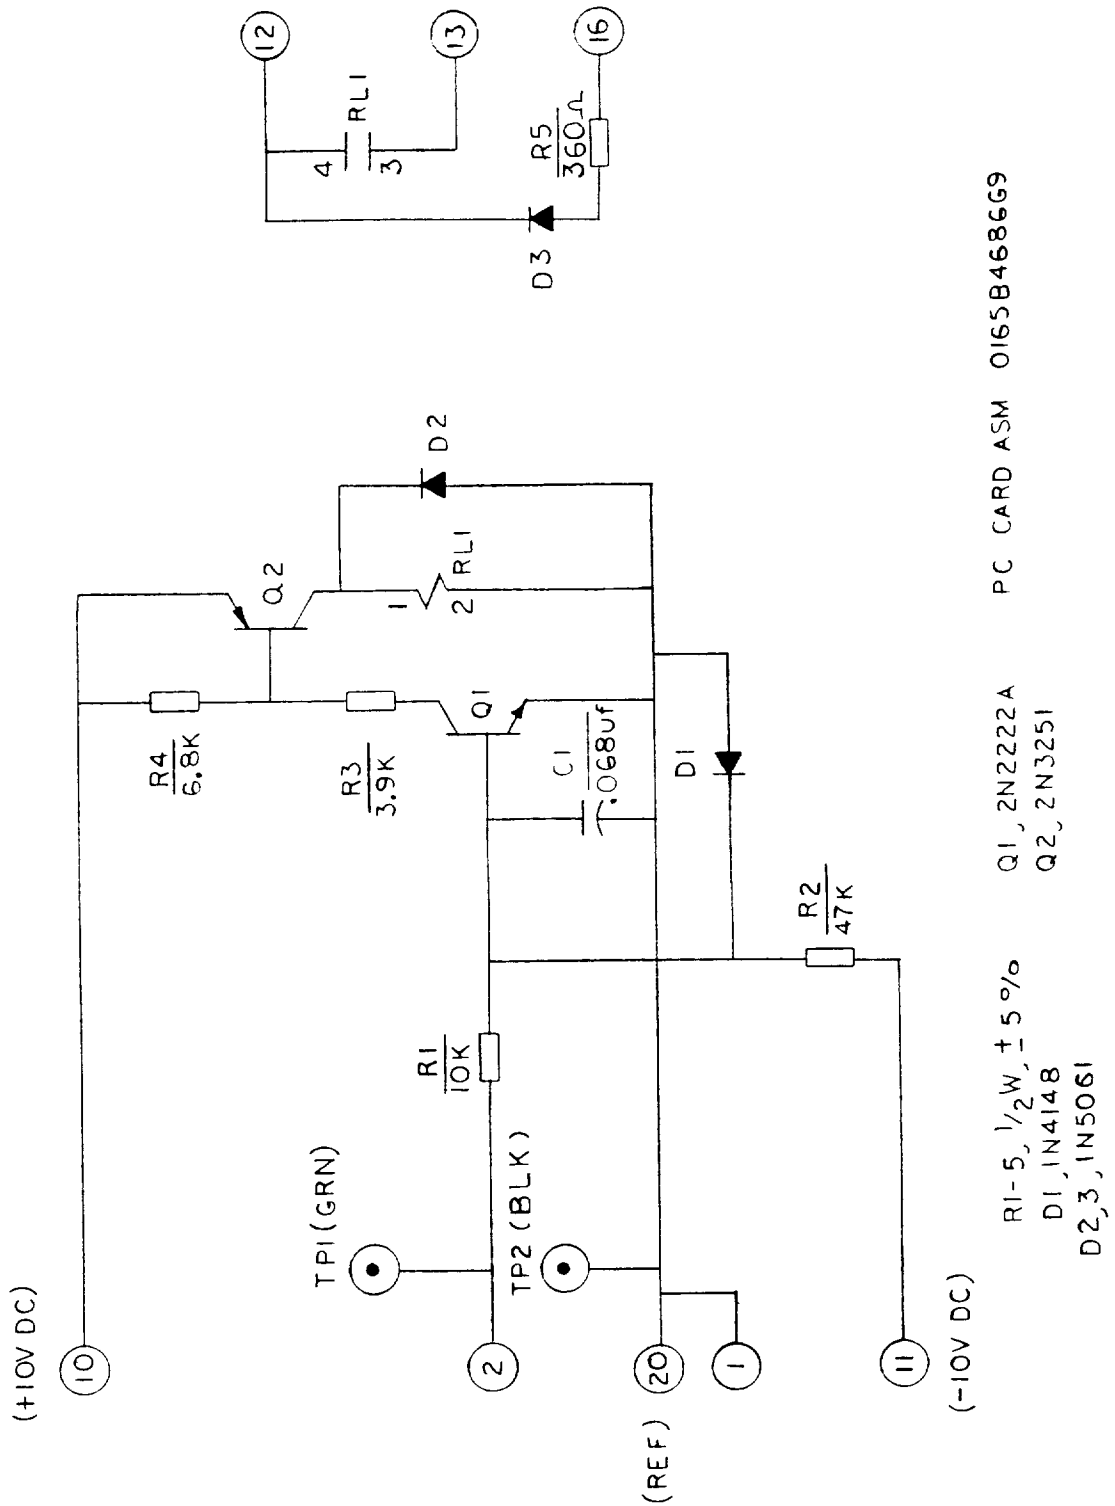 (+10V DC)
10
TP1(GRN)
2
TP2 (BLK)
(REF)
20
1
11
(-10V DC)
R1
10K
R2
47K
R4
6.8K
R3
3.9K
Q1
C1
.068uf
D1
Q2
1
2
RL1
D2
12
4
RL1
3
13
D3
R5
360Ω
16
R1-5, 1/2W, ±5%
D1, 1N4148
D2,3, 1N5061
Q1, 2N2222A
Q2, 2N3251
PC CARD ASM 0165B4686G9